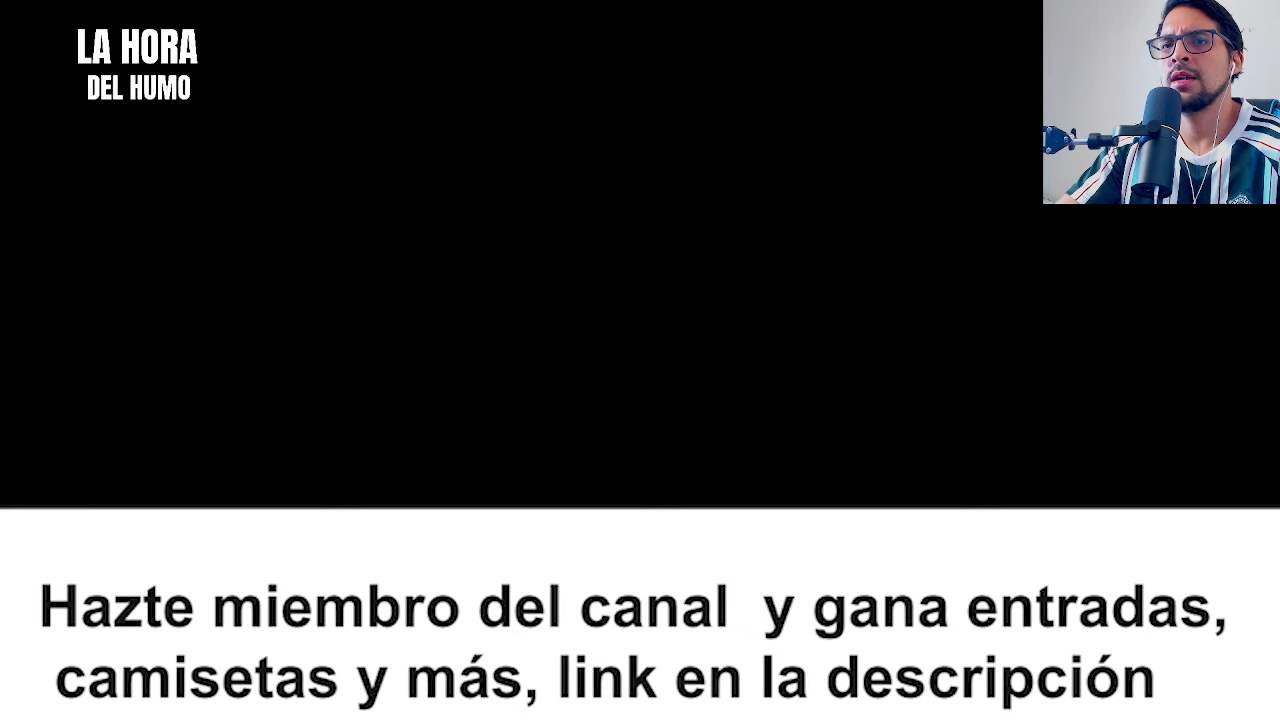 LA HORA
DEL HUMO
Hazte miembro del canal y gana entradas,
camisetas y más, link en la descripción